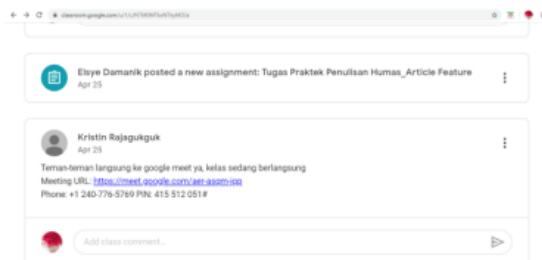 Elsye Damanik posted a new assignment: Tugas Praktek Penulisan Humas_Article Feature
Apr 25
Kristin Rajagukguk
Apr 25
Teman-teman langsung ke google meet ya, kelas sedang berlangsung
Meeting URL: https://meet.google.com/aer-asqm-iqp
Phone: +1 240-776-5769 PIN: 415 512 051#
Add class comment...